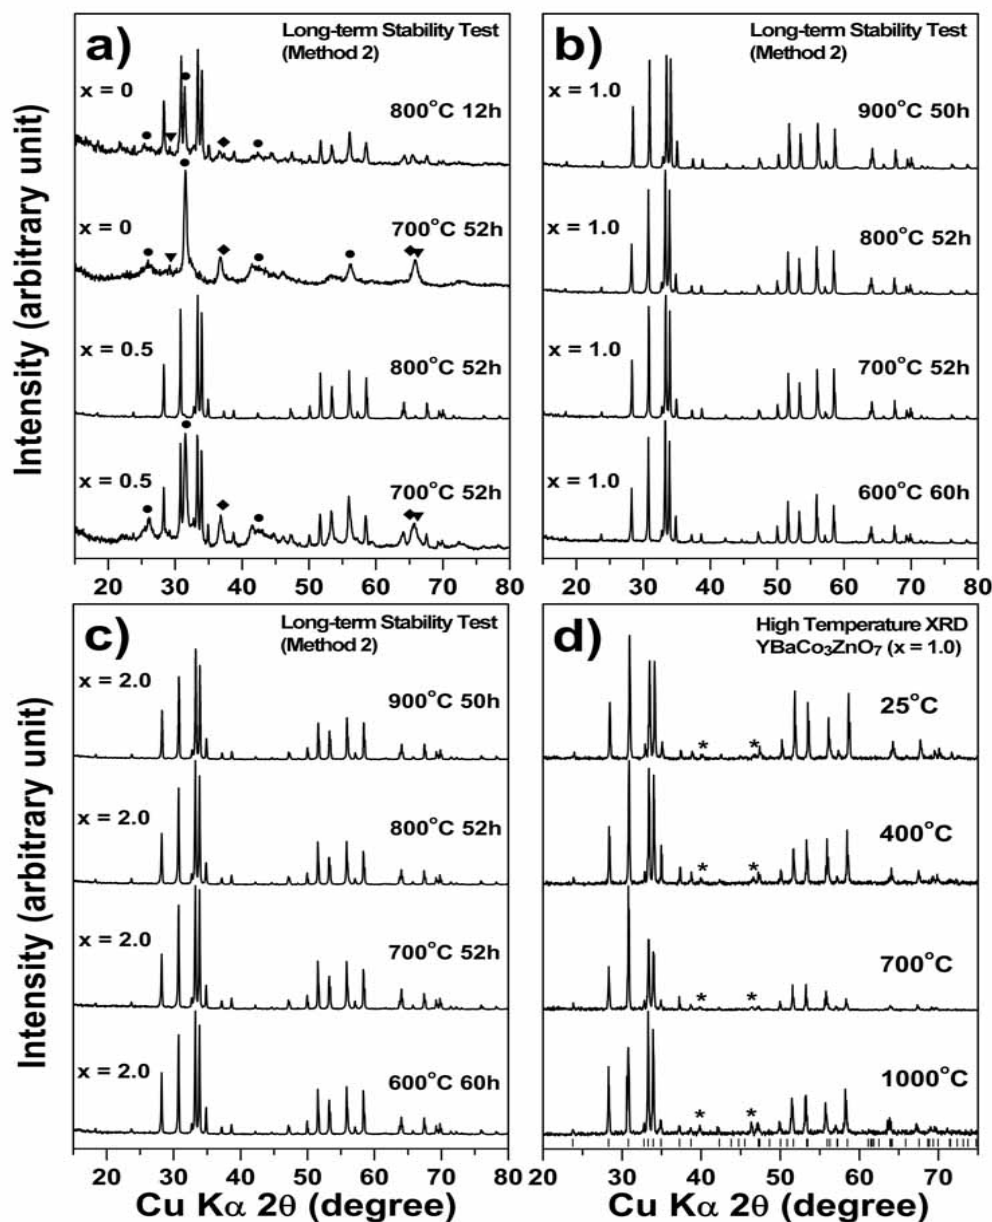 a)
Long-term Stability Test
(Method 2)
x = 0
800°C 12h
x = 0
700°C 52h
x = 0.5
800°C 52h
x = 0.5
700°C 52h
20 30 40 50 60 70 80
b)
Long-term Stability Test
(Method 2)
x = 1.0
900°C 50h
x = 1.0
800°C 52h
x = 1.0
700°C 52h
x = 1.0
600°C 60h
20 30 40 50 60 70 80
Intensity (arbitrary unit)
c)
Long-term Stability Test
(Method 2)
x = 2.0
900°C 50h
x = 2.0
800°C 52h
x = 2.0
700°C 52h
x = 2.0
600°C 60h
20 30 40 50 60 70 80
Cu Kα 2θ (degree)
d)
High Temperature XRD
YBaCo₃ZnO₇ (x = 1.0)
25°C
* *
400°C
* *
700°C
* *
1000°C
* *
20 30 40 50 60 70
Cu Kα 2θ (degree)
Intensity (arbitrary unit)